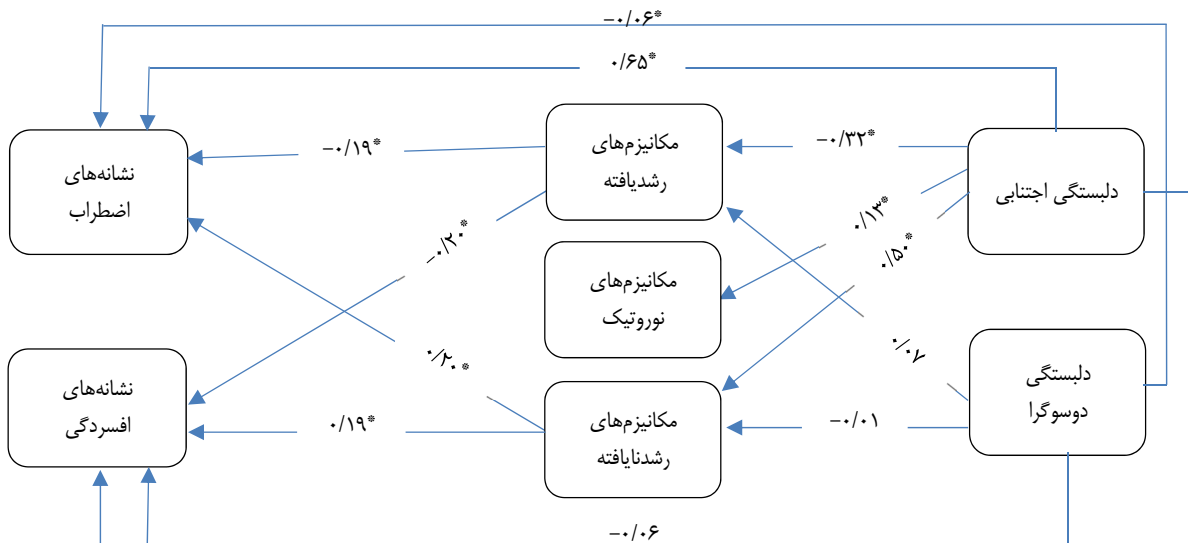 −۰/۰۶*
۰/۶۵*
مکانیزم‌های
رشدیافته
−۰/۳۲*
−۰/۱۹*
دلبستگی اجتنابی
نشانه‌های
اضطراب
۰/۱۳*
−۰/۲۰*
۰/۵۰*
مکانیزم‌های
نوروتیک
۰/۰۷
۰/۲۰*
دلبستگی
دوسوگرا
نشانه‌های
افسردگی
مکانیزم‌های
رشدنایافته
−۰/۰۱
۰/۱۹*
−۰/۰۶